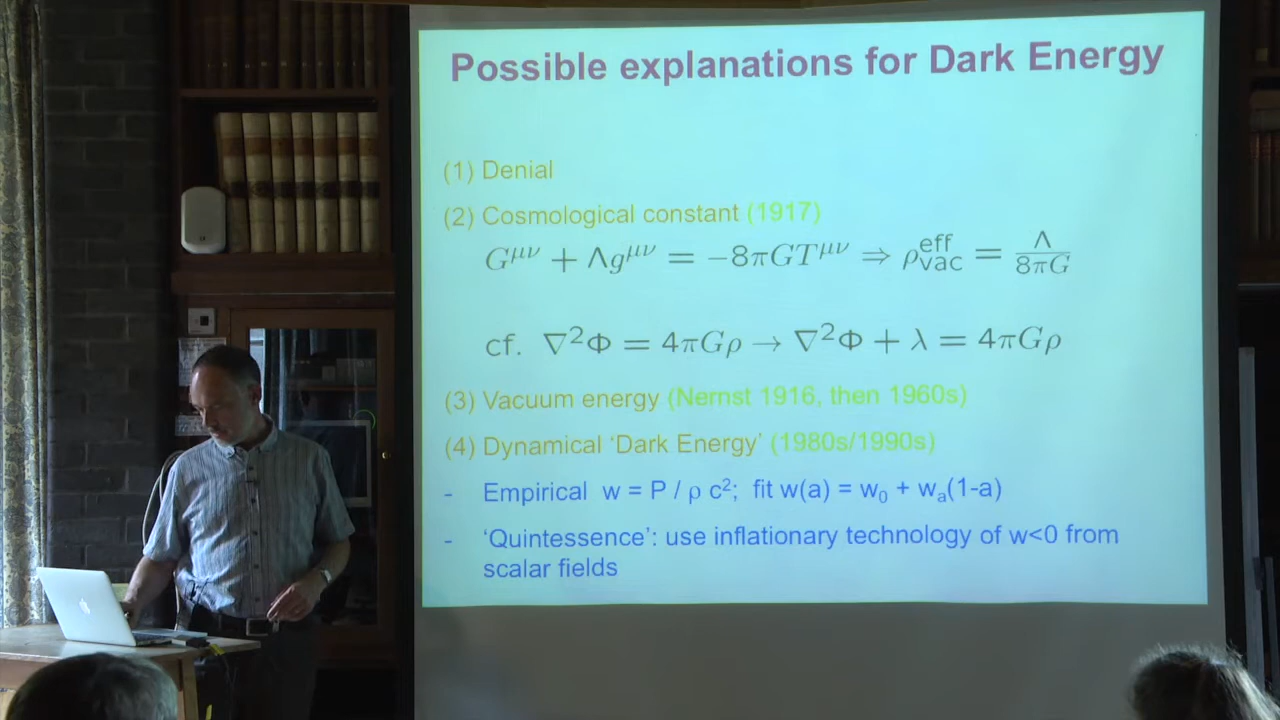 Possible explanations for Dark Energy
(1) Denial
(2) Cosmological constant (1917)
G^{μν} + Λg^{μν} = −8πGT^{μν} ⇒ ρ^{eff}_{vac} = Λ/8πG
cf. ∇²Φ = 4πGρ → ∇²Φ + λ = 4πGρ
(3) Vacuum energy (Nernst 1916, then 1960s)
(4) Dynamical ‘Dark Energy’ (1980s/1990s)
- Empirical w = P / ρ c²; fit w(a) = w₀ + wₐ(1-a)
- ‘Quintessence’: use inflationary technology of w<0 from
scalar fields